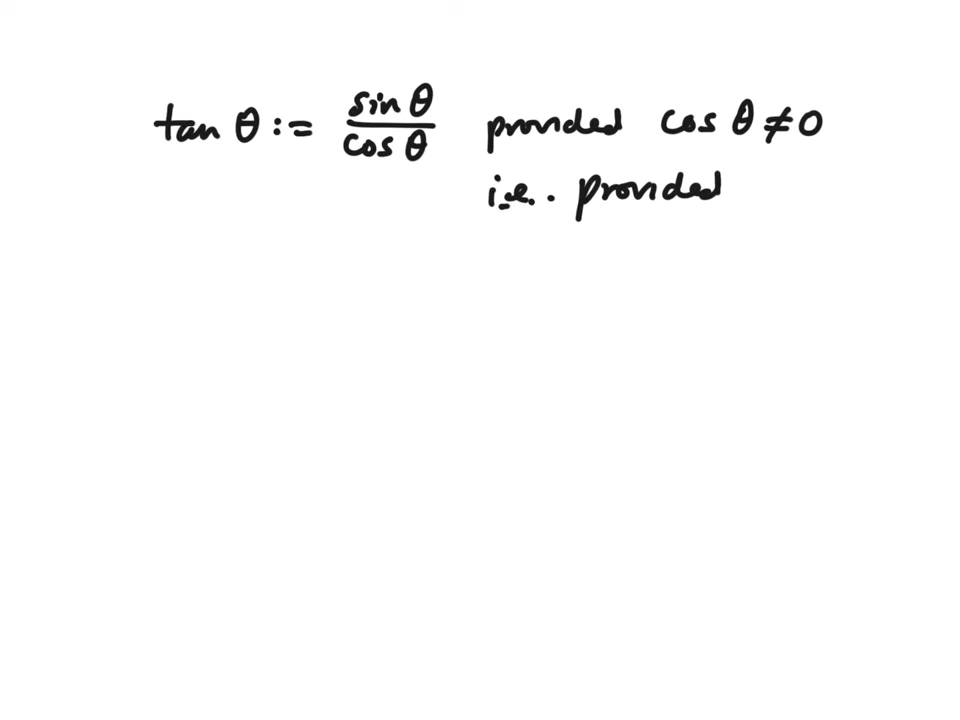 tan θ := sin θ / cos θ provided cos θ ≠ 0
i.e.. provided